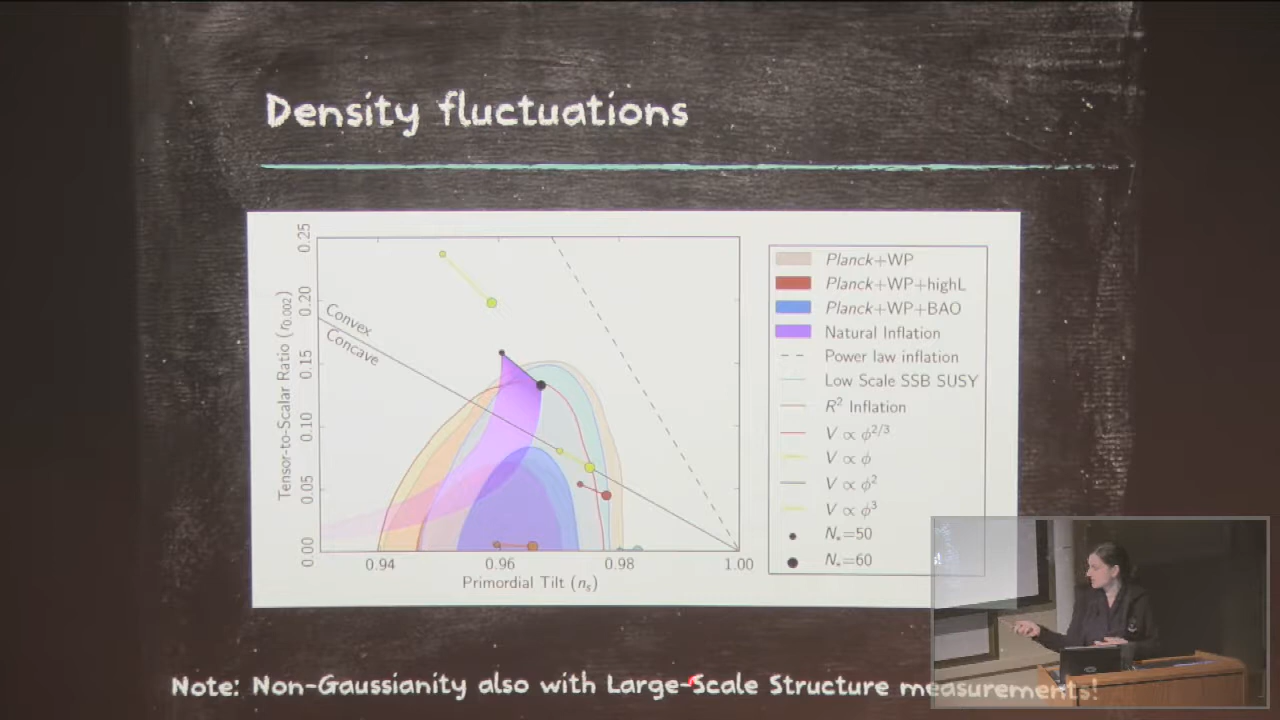 Density fluctuations
0.25
0.20
0.15
0.10
0.05
0.00
Tensor-to-Scalar Ratio (r0.002)
Convex
Concave
0.94 0.96 0.98 1.00
Primordial Tilt (ns)
Planck+WP
Planck+WP+highL
Planck+WP+BAO
Natural Inflation
Power law inflation
Low Scale SSB SUSY
R² Inflation
V ∝ ϕ^2/3
V ∝ ϕ
V ∝ ϕ²
V ∝ ϕ³
N*=50
N*=60
Note: Non-Gaussianity also with Large-Scale Structure measurements!